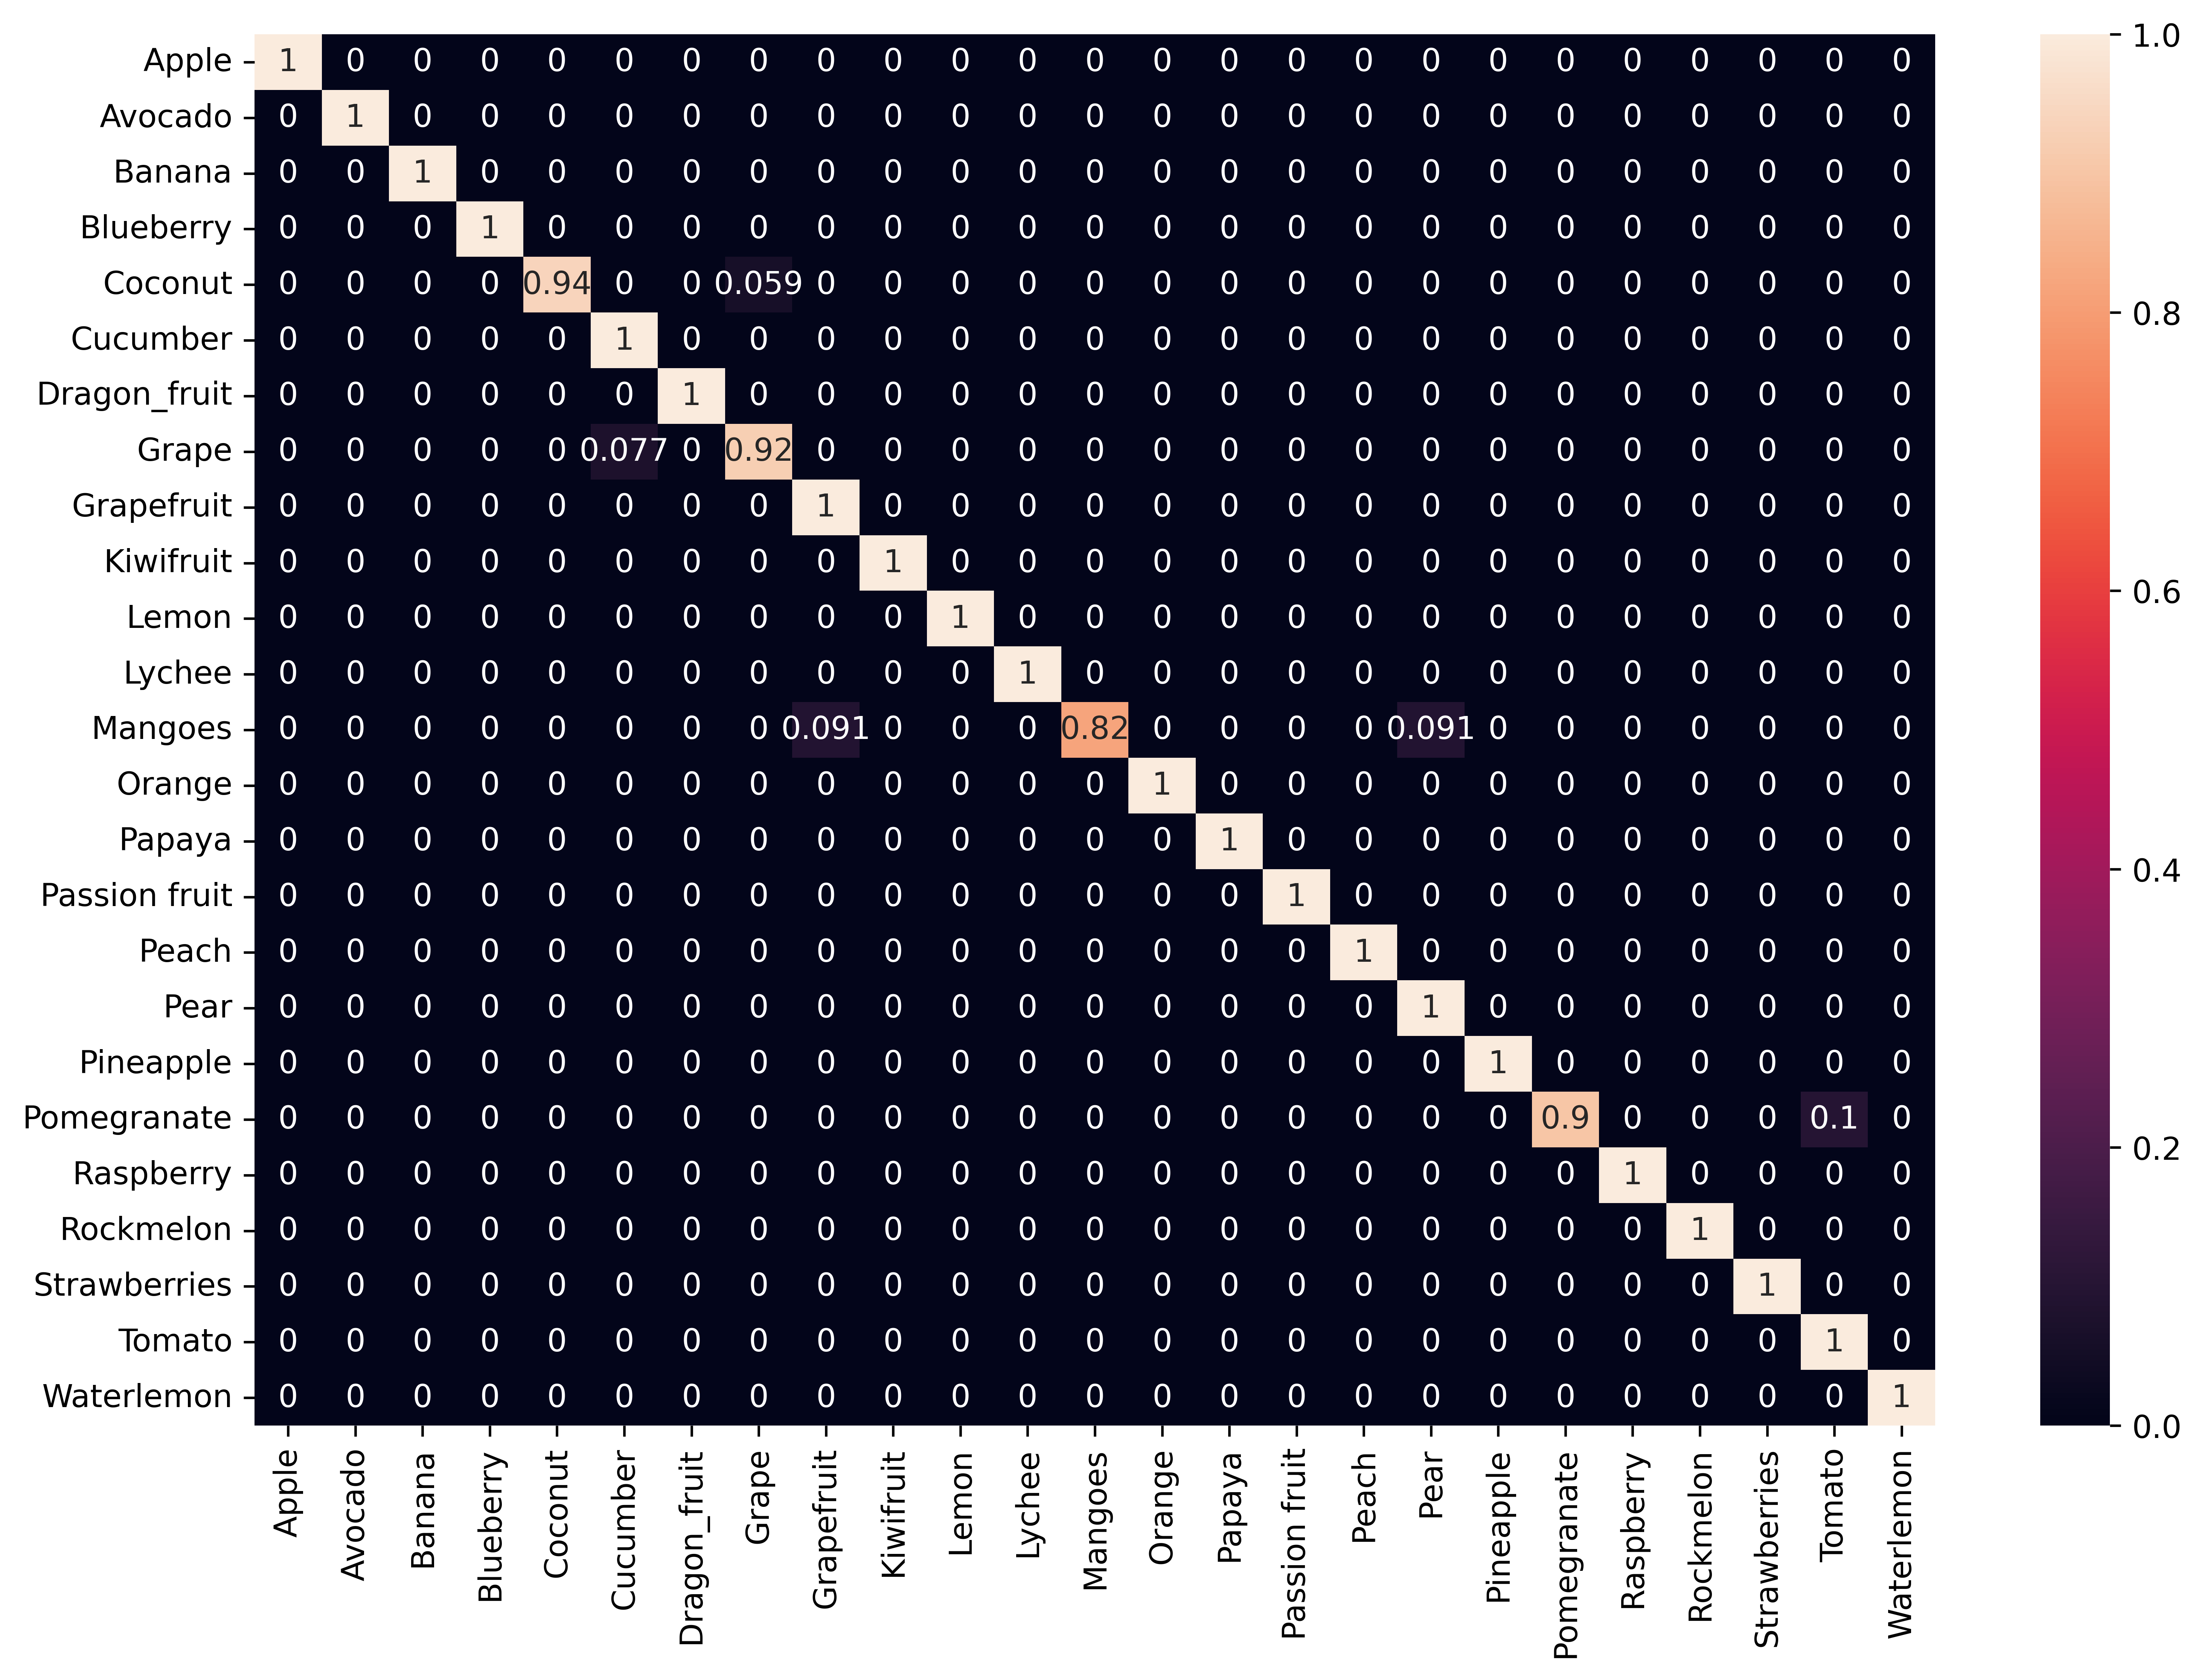 Apple 1 0 0 0 0 0 0 0 0 0 0 0 0 0 0 0 0 0 0 0 0 0 0 0 0
Avocado 0 1 0 0 0 0 0 0 0 0 0 0 0 0 0 0 0 0 0 0 0 0 0 0 0
Banana 0 0 1 0 0 0 0 0 0 0 0 0 0 0 0 0 0 0 0 0 0 0 0 0 0
Blueberry 0 0 0 1 0 0 0 0 0 0 0 0 0 0 0 0 0 0 0 0 0 0 0 0 0
Coconut 0 0 0 0 0.94 0 0 0.059 0 0 0 0 0 0 0 0 0 0 0 0 0 0 0 0 0
Cucumber 0 0 0 0 0 1 0 0 0 0 0 0 0 0 0 0 0 0 0 0 0 0 0 0 0
Dragon_fruit 0 0 0 0 0 0 1 0 0 0 0 0 0 0 0 0 0 0 0 0 0 0 0 0 0
Grape 0 0 0 0 0 0.077 0 0.92 0 0 0 0 0 0 0 0 0 0 0 0 0 0 0 0 0
Grapefruit 0 0 0 0 0 0 0 0 1 0 0 0 0 0 0 0 0 0 0 0 0 0 0 0 0
Kiwifruit 0 0 0 0 0 0 0 0 0 1 0 0 0 0 0 0 0 0 0 0 0 0 0 0 0
Lemon 0 0 0 0 0 0 0 0 0 0 1 0 0 0 0 0 0 0 0 0 0 0 0 0 0
Lychee 0 0 0 0 0 0 0 0 0 0 0 1 0 0 0 0 0 0 0 0 0 0 0 0 0
Mangoes 0 0 0 0 0 0 0 0 0.091 0 0 0 0.82 0 0 0 0 0.091 0 0 0 0 0 0 0
Orange 0 0 0 0 0 0 0 0 0 0 0 0 0 1 0 0 0 0 0 0 0 0 0 0 0
Papaya 0 0 0 0 0 0 0 0 0 0 0 0 0 0 1 0 0 0 0 0 0 0 0 0 0
Passion fruit 0 0 0 0 0 0 0 0 0 0 0 0 0 0 0 1 0 0 0 0 0 0 0 0 0
Peach 0 0 0 0 0 0 0 0 0 0 0 0 0 0 0 0 1 0 0 0 0 0 0 0 0
Pear 0 0 0 0 0 0 0 0 0 0 0 0 0 0 0 0 0 1 0 0 0 0 0 0 0
Pineapple 0 0 0 0 0 0 0 0 0 0 0 0 0 0 0 0 0 0 1 0 0 0 0 0 0
Pomegranate 0 0 0 0 0 0 0 0 0 0 0 0 0 0 0 0 0 0 0 0.9 0 0 0 0.1 0
Raspberry 0 0 0 0 0 0 0 0 0 0 0 0 0 0 0 0 0 0 0 0 1 0 0 0 0
Rockmelon 0 0 0 0 0 0 0 0 0 0 0 0 0 0 0 0 0 0 0 0 0 1 0 0 0
Strawberries 0 0 0 0 0 0 0 0 0 0 0 0 0 0 0 0 0 0 0 0 0 0 1 0 0
Tomato 0 0 0 0 0 0 0 0 0 0 0 0 0 0 0 0 0 0 0 0 0 0 0 1 0
Waterlemon 0 0 0 0 0 0 0 0 0 0 0 0 0 0 0 0 0 0 0 0 0 0 0 0 1
Apple
Avocado
Banana
Blueberry
Coconut
Cucumber
Dragon_fruit
Grape
Grapefruit
Kiwifruit
Lemon
Lychee
Mangoes
Orange
Papaya
Passion fruit
Peach
Pear
Pineapple
Pomegranate
Raspberry
Rockmelon
Strawberries
Tomato
Waterlemon
1.0
0.8
0.6
0.4
0.2
0.0